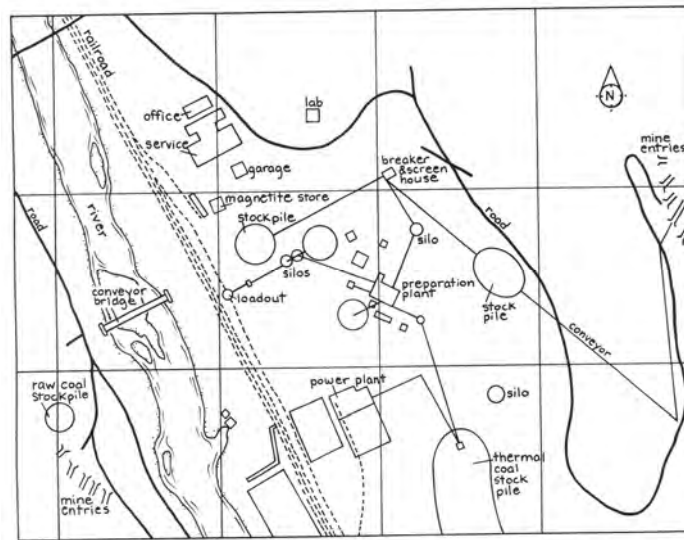 railroad
office
service
lab
garage
magnetite store
stockpile
breaker
& screen
house
N
mine
entries
road
river
road
silo
silos
loadout
preparation
plant
stock
pile
conveyor
bridge
conveyor
raw coal
stockpile
power plant
silo
thermal
coal stock
pile
mine
entries